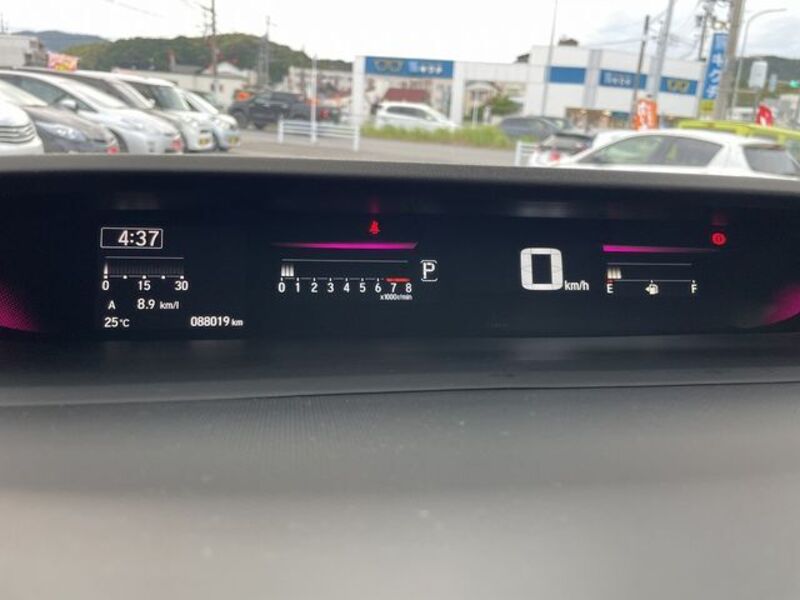 4:37
0 15 30
A 8.9 km/l
25°C 088019 km
0 1 2 3 4 5 6 7 8
x1000r/min
P
0 km/h
E F